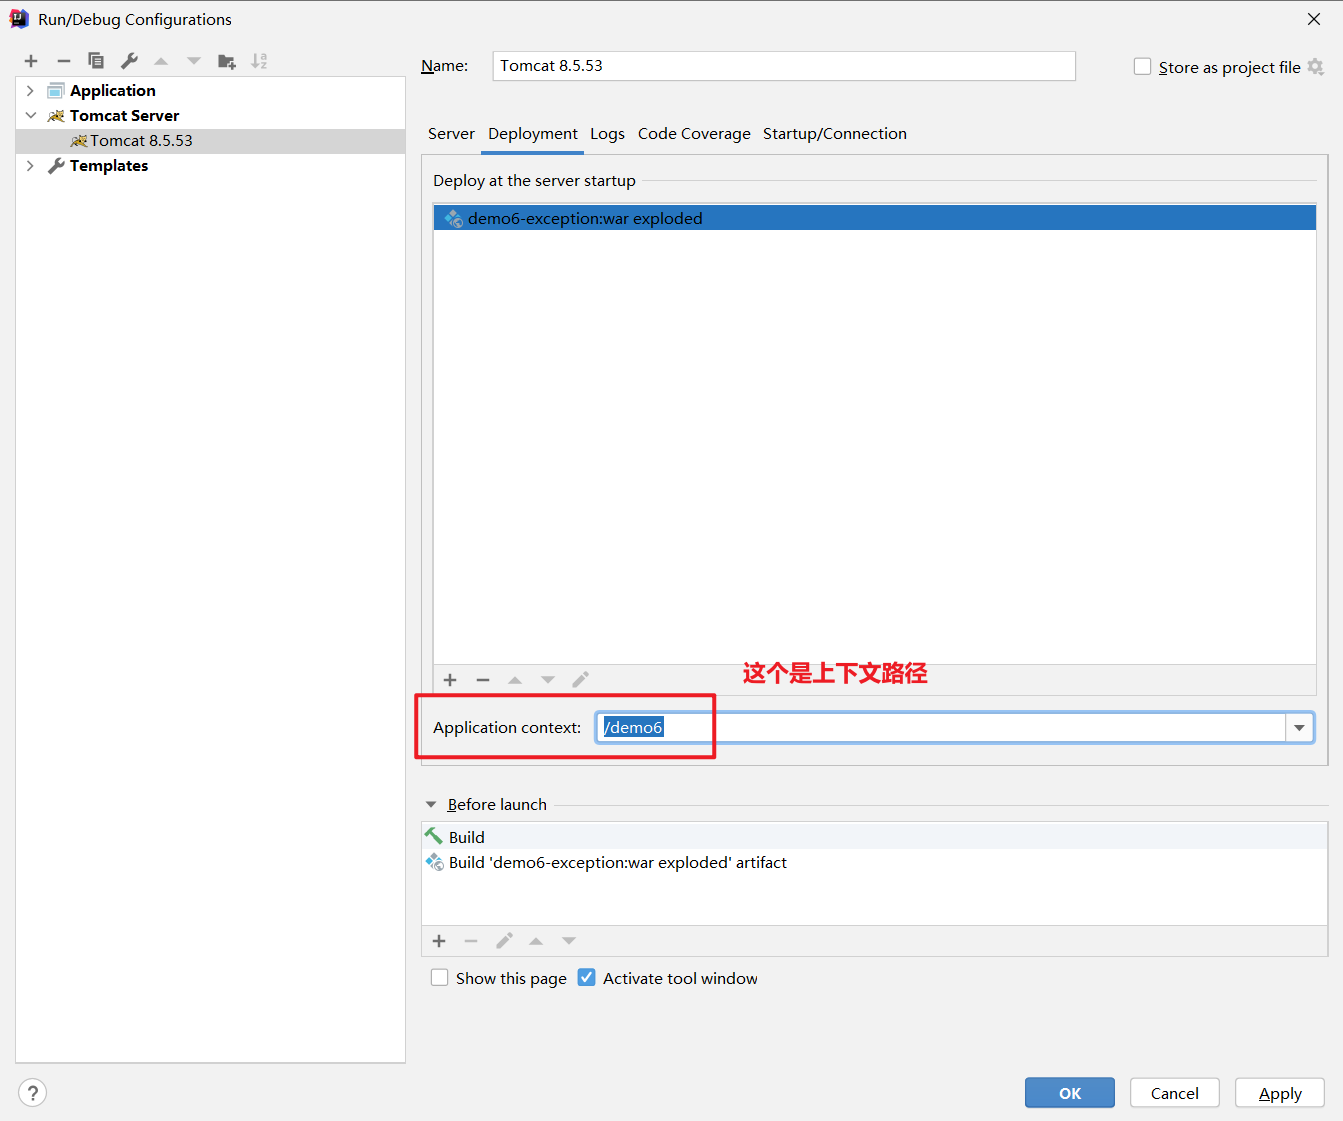 Run/Debug Configurations
Application
Tomcat Server
Tomcat 8.5.53
Templates
Name: Tomcat 8.5.53
Store as project file
Server Deployment Logs Code Coverage Startup/Connection
Deploy at the server startup
demo6-exception:war exploded
这个是上下文路径
Application context: /demo6
Before launch
Build
Build 'demo6-exception:war exploded' artifact
Show this page Activate tool window
? OK Cancel Apply